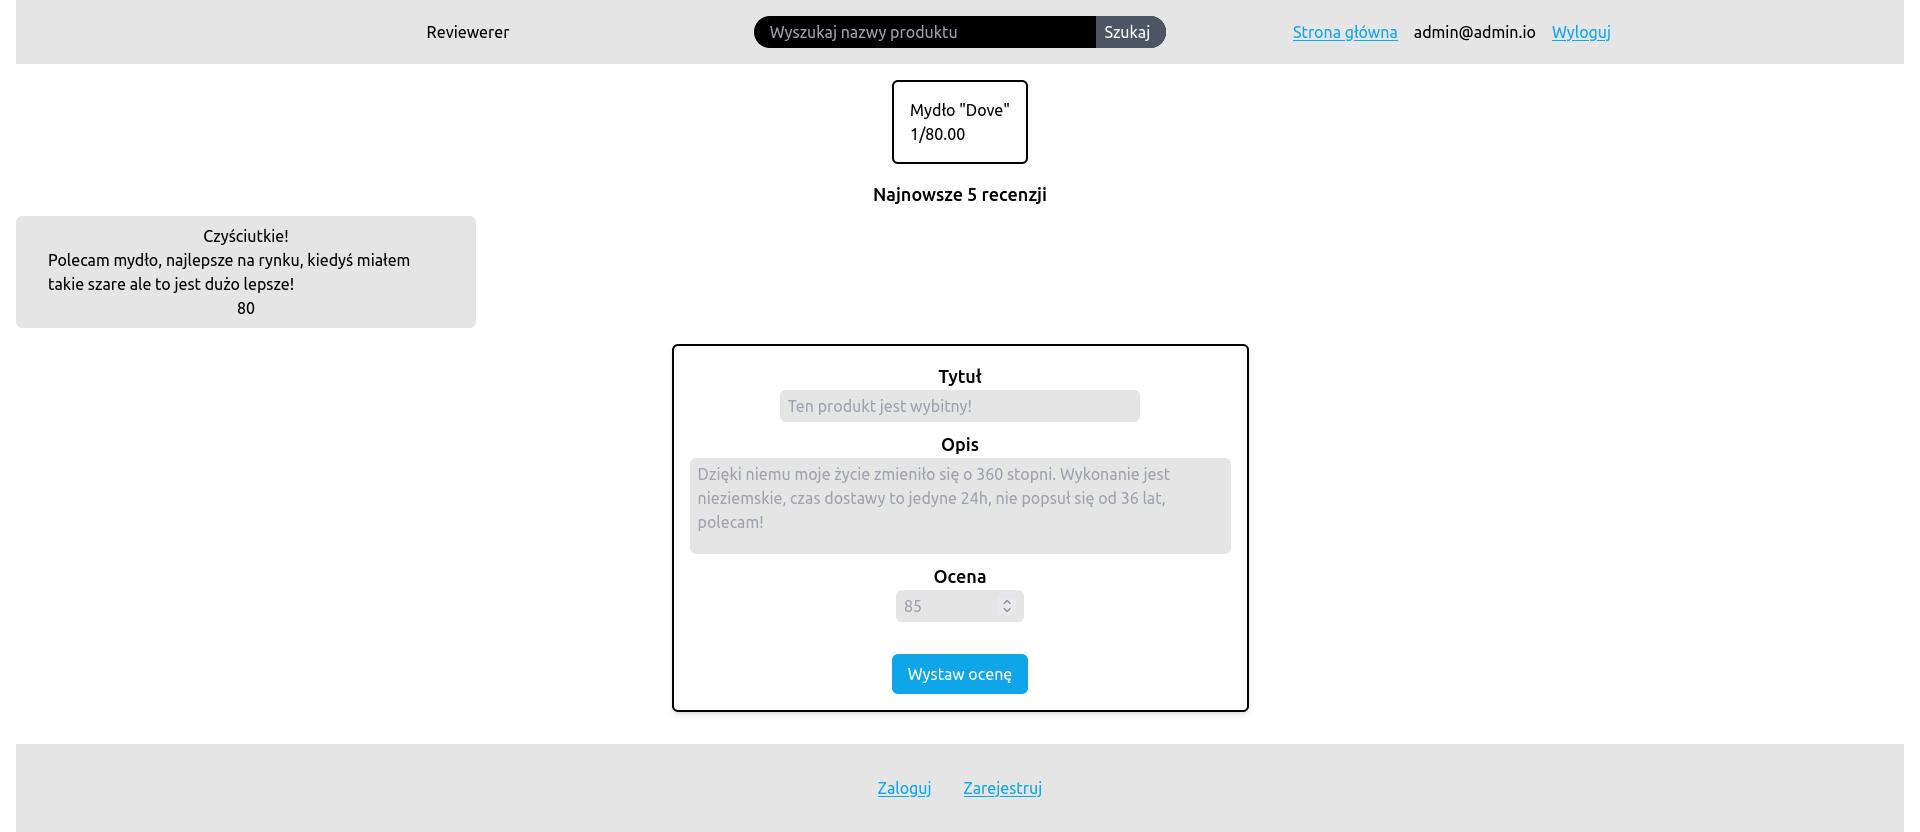 Reviewerer
Wyszukaj nazwy produktu
Szukaj
Strona główna
admin@admin.io
Wyloguj
Mydło "Dove"
1/80.00
Najnowsze 5 recenzji
Czyściutkie!
Polecam mydło, najlepsze na rynku, kiedyś miałem
takie szare ale to jest dużo lepsze!
80
Tytuł
Ten produkt jest wybitny!
Opis
Dzięki niemu moje życie zmieniło się o 360 stopni. Wykonanie jest
nieziemskie, czas dostawy to jedyne 24h, nie popsuł się od 36 lat,
polecam!
Ocena
85
Wystaw ocenę
Zaloguj
Zarejestruj